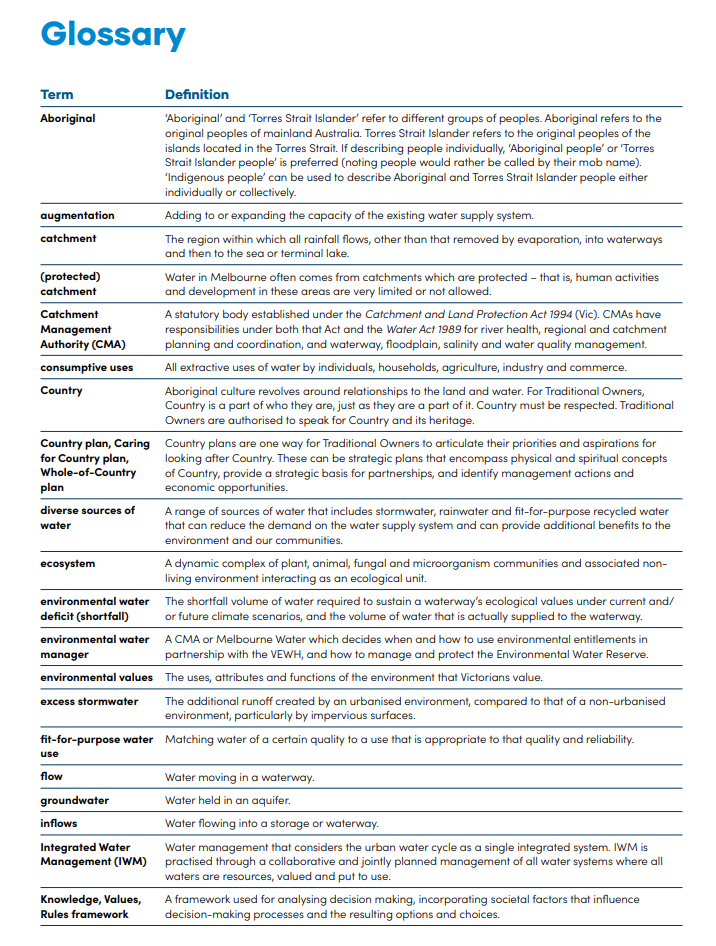 Glossary
Term Definition
Aboriginal ‘Aboriginal’ and ‘Torres Strait Islander’ refer to different groups of peoples. Aboriginal refers to the
original peoples of mainland Australia. Torres Strait Islander refers to the original peoples of the
islands located in the Torres Strait. If describing people individually, ‘Aboriginal people’ or ‘Torres
Strait Islander people’ is preferred (noting people would rather be called by their mob name).
‘Indigenous people’ can be used to describe Aboriginal and Torres Strait Islander people either
individually or collectively.
augmentation Adding to or expanding the capacity of the existing water supply system.
catchment The region within which all rainfall flows, other than that removed by evaporation, into waterways
and then to the sea or terminal lake.
(protected) Water in Melbourne often comes from catchments which are protected – that is, human activities
catchment and development in these areas are very limited or not allowed.
Catchment A statutory body established under the Catchment and Land Protection Act 1994 (Vic). CMAs have
Management responsibilities under both that Act and the Water Act 1989 for river health, regional and catchment
Authority (CMA) planning and coordination, and waterway, floodplain, salinity and water quality management.
consumptive uses All extractive uses of water by individuals, households, agriculture, industry and commerce.
Country Aboriginal culture revolves around relationships to the land and water. For Traditional Owners,
Country is a part of who they are, just as they are a part of it. Country must be respected. Traditional
Owners are authorised to speak for Country and its heritage.
Country plan, Caring Country plans are one way for Traditional Owners to articulate their priorities and aspirations for
for Country plan, looking after Country. These can be strategic plans that encompass physical and spiritual concepts
Whole-of-Country of Country, provide a strategic basis for partnerships, and identify management actions and
plan economic opportunities.
diverse sources of A range of sources of water that includes stormwater, rainwater and fit-for-purpose recycled water
water that can reduce the demand on the water supply system and can provide additional benefits to the
environment and our communities.
ecosystem A dynamic complex of plant, animal, fungal and microorganism communities and associated non-
living environment interacting as an ecological unit.
environmental water The shortfall volume of water required to sustain a waterway’s ecological values under current and/
deficit (shortfall) or future climate scenarios, and the volume of water that is actually supplied to the waterway.
environmental water A CMA or Melbourne Water which decides when and how to use environmental entitlements in
manager partnership with the VEWH, and how to manage and protect the Environmental Water Reserve.
environmental values The uses, attributes and functions of the environment that Victorians value.
excess stormwater The additional runoff created by an urbanised environment, compared to that of a non-urbanised
environment, particularly by impervious surfaces.
fit-for-purpose water Matching water of a certain quality to a use that is appropriate to that quality and reliability.
use
flow Water moving in a waterway.
groundwater Water held in an aquifer.
inflows Water flowing into a storage or waterway.
Integrated Water Water management that considers the urban water cycle as a single integrated system. IWM is
Management (IWM) practised through a collaborative and jointly planned management of all water systems where all
waters are resources, valued and put to use.
Knowledge, Values, A framework used for analysing decision making, incorporating societal factors that influence
Rules framework decision-making processes and the resulting options and choices.